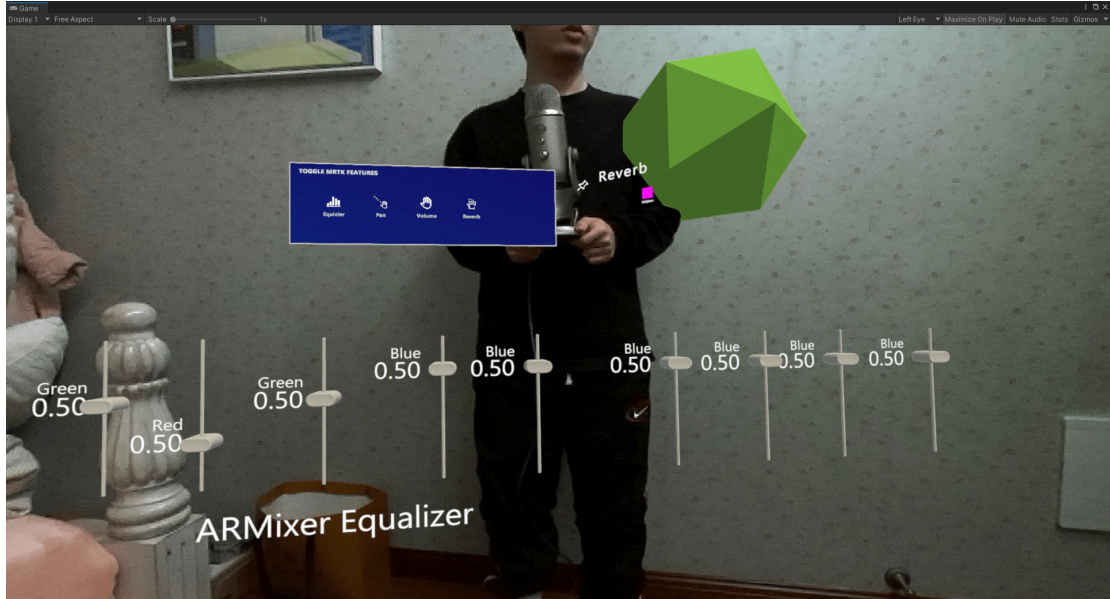 Game
Display 1 Free Aspect Scale 1x Left Eye Maximize On Play Mute Audio Stats Gizmos
TOGGLE MRTK FEATURES
Equlizier Pan Volume Reverb
Reverb
Green
0.50
Red
0.50
Green
0.50
Blue
0.50
Blue
0.50
Blue
0.50
Blue
0.50
Blue
0.50
Blue
0.50
ARMixer Equalizer